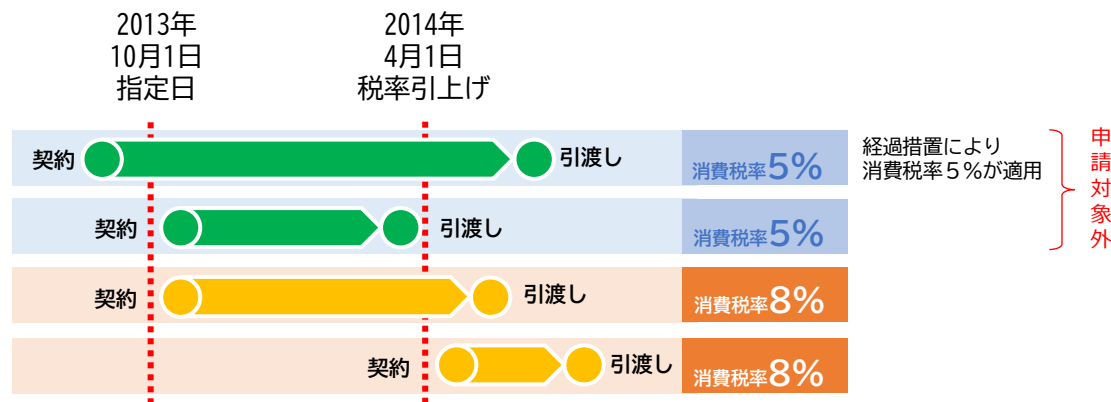 2013年
10月1日
指定日
2014年
4月1日
税率引上げ
契約
引渡し
消費税率5%
経過措置により
消費税率5%が適用
申請対象外
契約
引渡し
消費税率5%
契約
引渡し
消費税率8%
契約
引渡し
消費税率8%